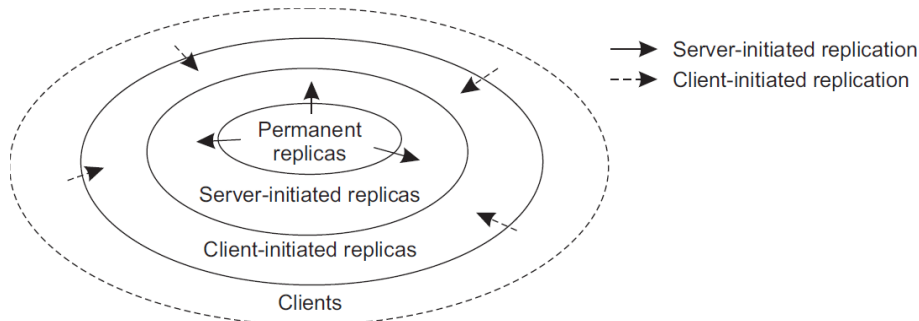 Server-initiated replication
Client-initiated replication
Permanent
replicas
Server-initiated replicas
Client-initiated replicas
Clients